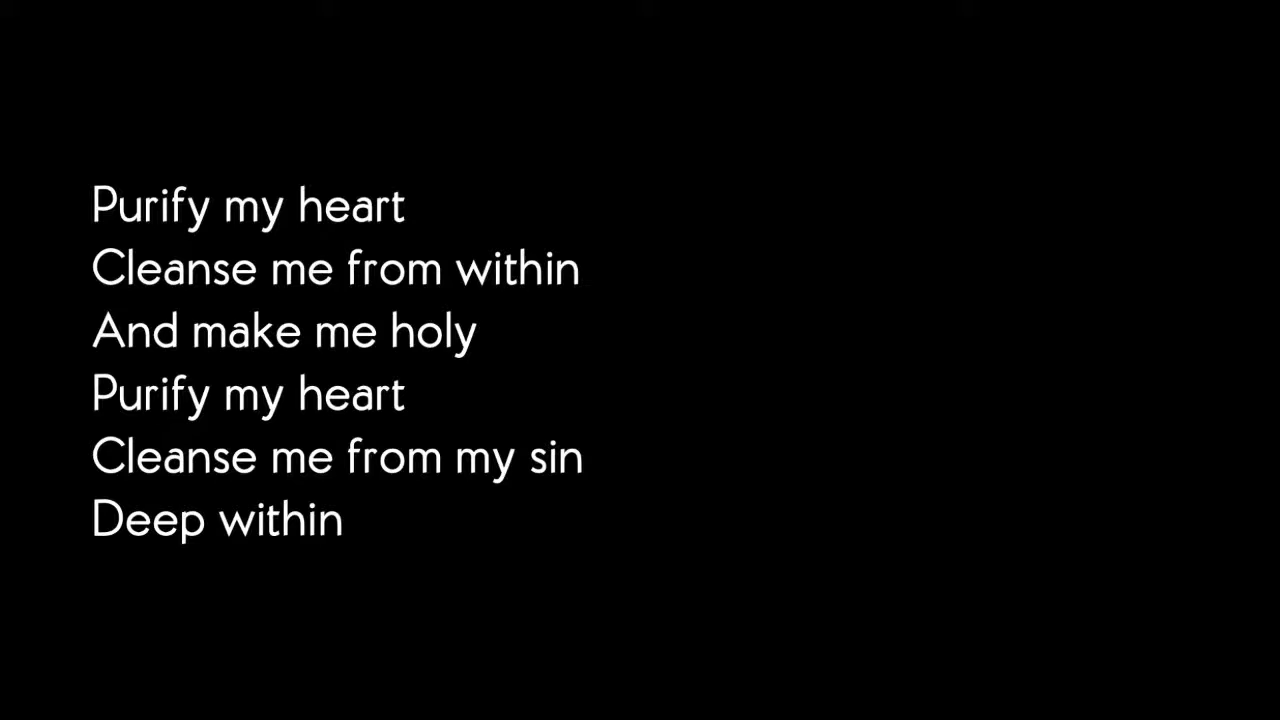 Purify my heart
Cleanse me from within
And make me holy
Purify my heart
Cleanse me from my sin
Deep within